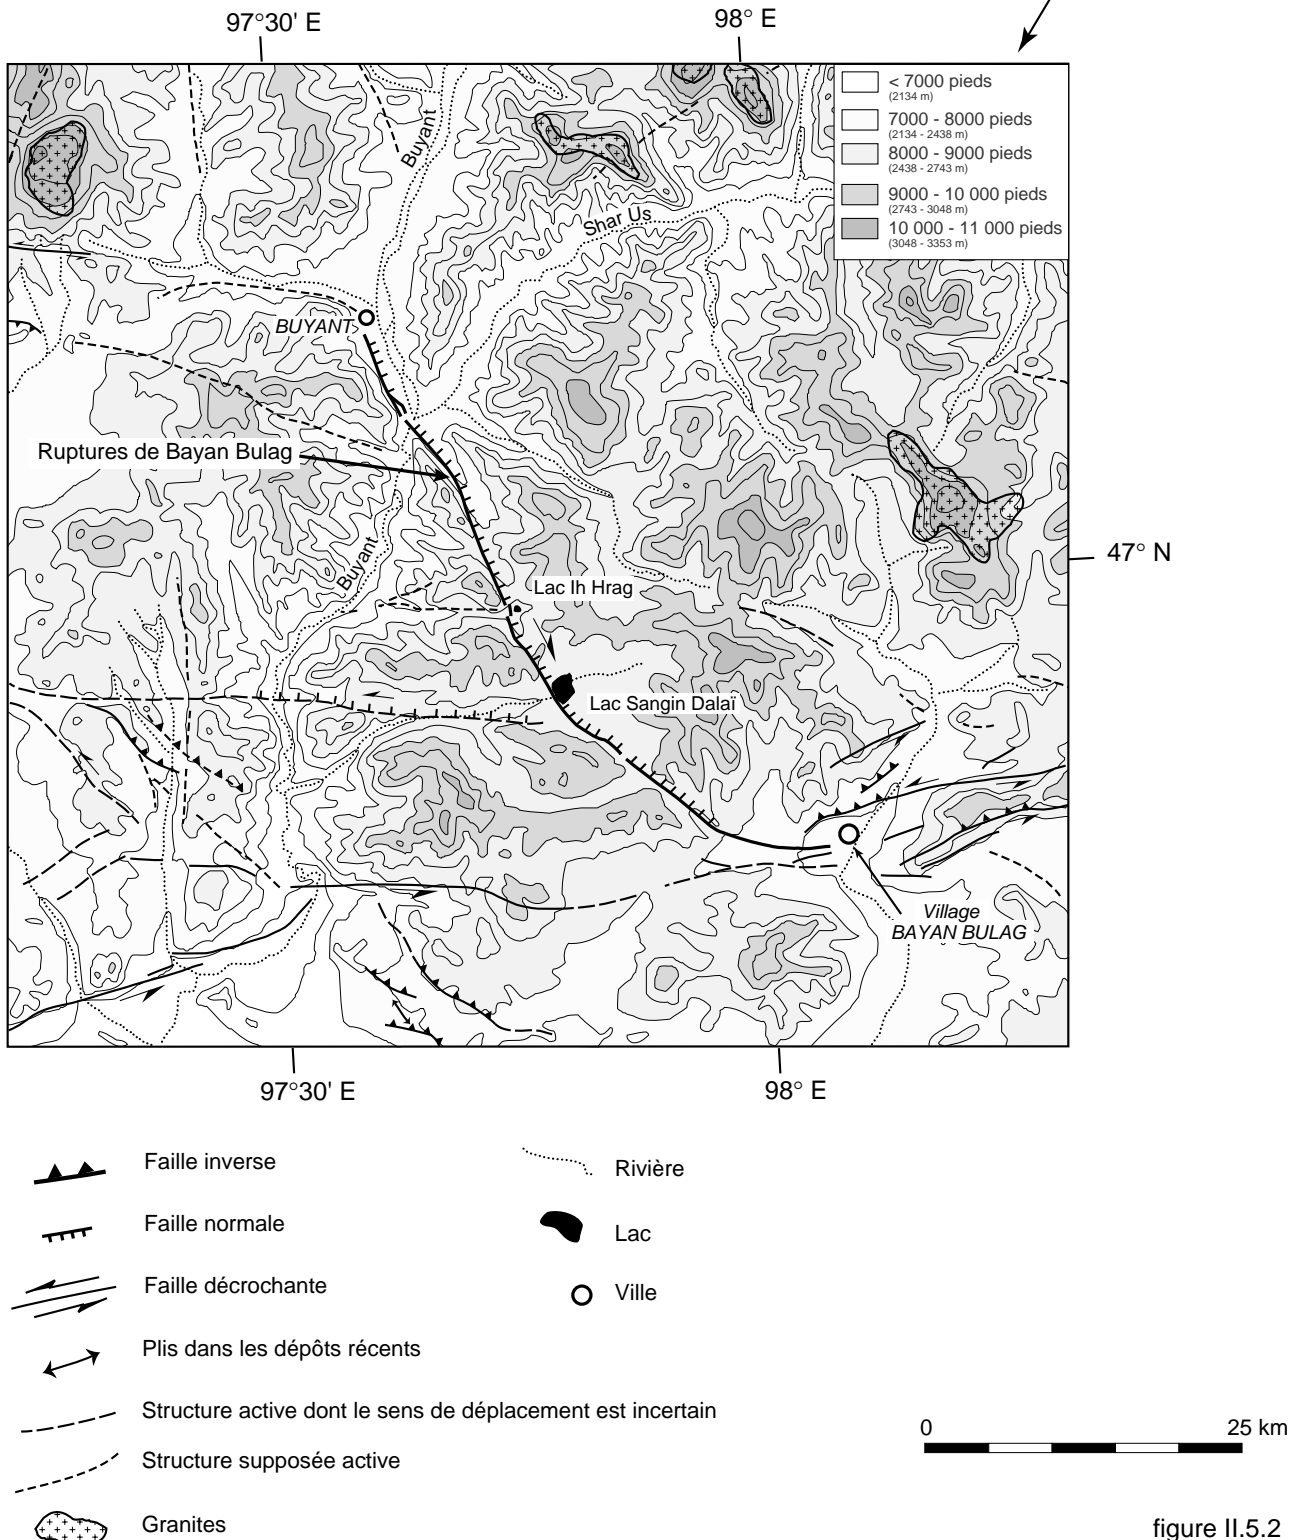 97°30' E
98° E
< 7000 pieds
(2134 m)
7000 - 8000 pieds
(2134 - 2438 m)
8000 - 9000 pieds
(2438 - 2743 m)
9000 - 10 000 pieds
(2743 - 3048 m)
10 000 - 11 000 pieds
(3048 - 3353 m)
Buyant
Shar Us
BUYANT
Ruptures de Bayan Bulag
47° N
Buyant
Lac Ih Hrag
Lac Sangin Dalaï
Village
BAYAN BULAG
97°30' E
98° E
Faille inverse
Faille normale
Faille décrochante
Plis dans les dépôts récents
Structure active dont le sens de déplacement est incertain
Structure supposée active
Granites
Rivière
Lac
Ville
0 25 km
figure II.5.2